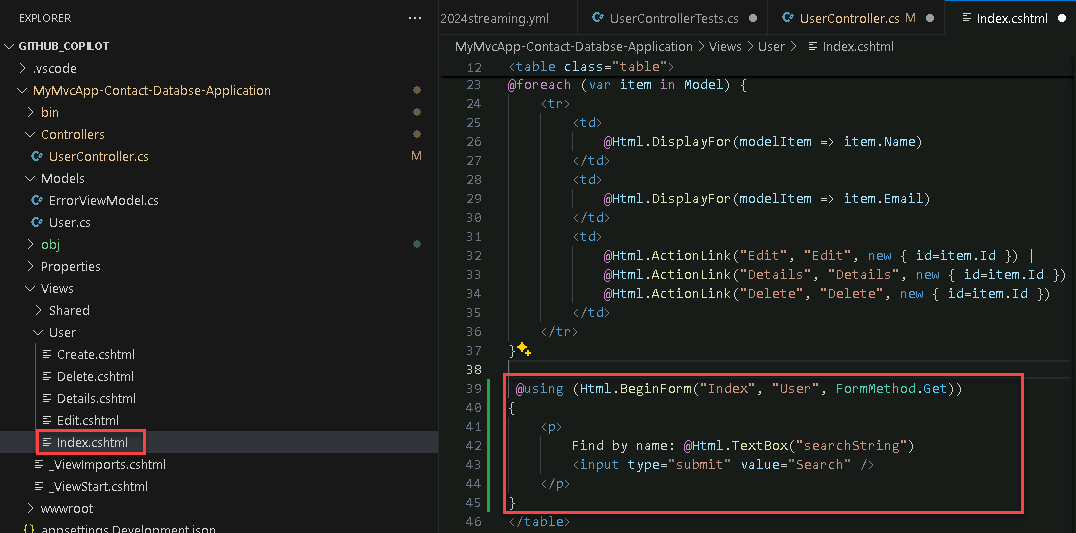 EXPLORER
···
GITHUB_COPILOT
.vscode
MyMvcApp-Contact-Databse-Application
bin
Controllers
UserController.cs M
Models
ErrorViewModel.cs
User.cs
obj
Properties
Views
Shared
User
Create.cshtml
Delete.cshtml
Details.cshtml
Edit.cshtml
Index.cshtml
_ViewImports.cshtml
_ViewStart.cshtml
wwwroot
{} appsettings.Development.json
2024streaming.yml
UserControllerTests.cs
UserController.cs M
Index.cshtml
MyMvcApp-Contact-Databse-Application > Views > User > Index.cshtml
12 <table class="table">
23 @foreach (var item in Model) {
24 <tr>
25 <td>
26 @Html.DisplayFor(modelItem => item.Name)
27 </td>
28 <td>
29 @Html.DisplayFor(modelItem => item.Email)
30 </td>
31 <td>
32 @Html.ActionLink("Edit", "Edit", new { id=item.Id }) |
33 @Html.ActionLink("Details", "Details", new { id=item.Id })
34 @Html.ActionLink("Delete", "Delete", new { id=item.Id })
35 </td>
36 </tr>
37 }
38
39 @using (Html.BeginForm("Index", "User", FormMethod.Get))
40 {
41 <p>
42 Find by name: @Html.TextBox("searchString")
43 <input type="submit" value="Search" />
44 </p>
45 }
46 </table>